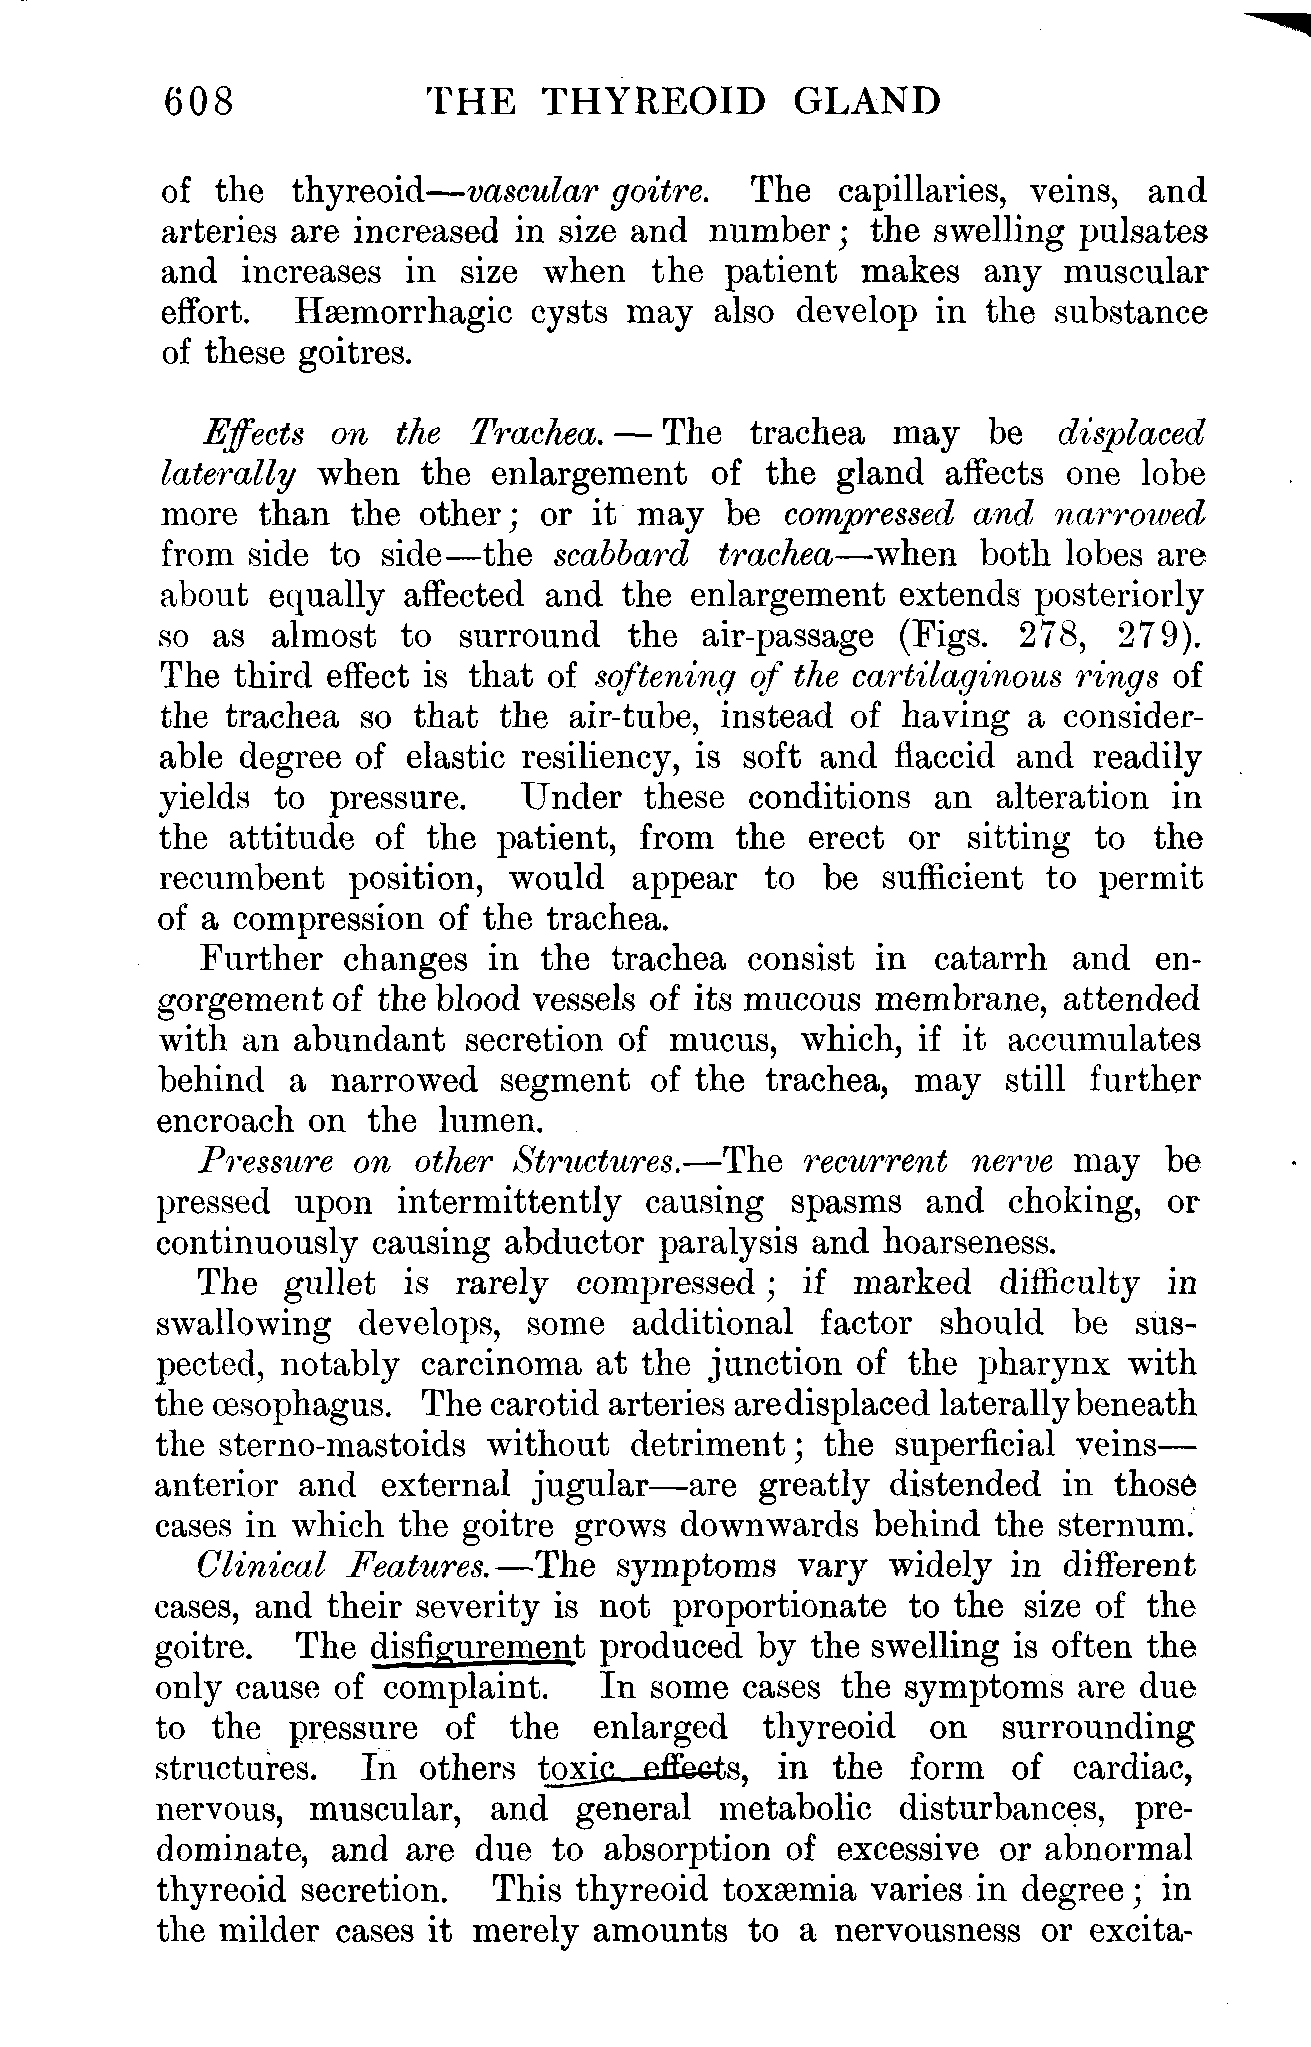 608 THE THYREOID GLAND
of the thyreoid—vascular goitre. The capillaries, veins, and
arteries are increased in size and number; the swelling pulsates
and increases in size when the patient makes any muscular
effort. Hæmorrhagic cysts may also develop in the substance
of these goitres.
Effects on the Trachea.—The trachea may be displaced
laterally when the enlargement of the gland affects one lobe
more than the other; or it may be compressed and narrowed
from side to side—the scabbard trachea—when both lobes are
about equally affected and the enlargement extends posteriorly
so as almost to surround the air-passage (Figs. 278, 279).
The third effect is that of softening of the cartilaginous rings of
the trachea so that the air-tube, instead of having a consider-
able degree of elastic resiliency, is soft and flaccid and readily
yields to pressure. Under these conditions an alteration in
the attitude of the patient, from the erect or sitting to the
recumbent position, would appear to be sufficient to permit
of a compression of the trachea.
Further changes in the trachea consist in catarrh and en-
gorgement of the blood vessels of its mucous membrane, attended
with an abundant secretion of mucus, which, if it accumulates
behind a narrowed segment of the trachea, may still further
encroach on the lumen.
Pressure on other Structures.—The recurrent nerve may be
pressed upon intermittently causing spasms and choking, or
continuously causing abductor paralysis and hoarseness.
The gullet is rarely compressed; if marked difficulty in
swallowing develops, some additional factor should be sus-
pected, notably carcinoma at the junction of the pharynx with
the œsophagus. The carotid arteries are displaced laterally beneath
the sterno-mastoids without detriment; the superficial veins—
anterior and external jugular—are greatly distended in those
cases in which the goitre grows downwards behind the sternum.
Clinical Features.—The symptoms vary widely in different
cases, and their severity is not proportionate to the size of the
goitre. The disfigurement produced by the swelling is often the
only cause of complaint. In some cases the symptoms are due
to the pressure of the enlarged thyreoid on surrounding
structures. In others toxic effects, in the form of cardiac,
nervous, muscular, and general metabolic disturbances, pre-
dominate, and are due to absorption of excessive or abnormal
thyreoid secretion. This thyreoid toxæmia varies in degree; in
the milder cases it merely amounts to a nervousness or excita-